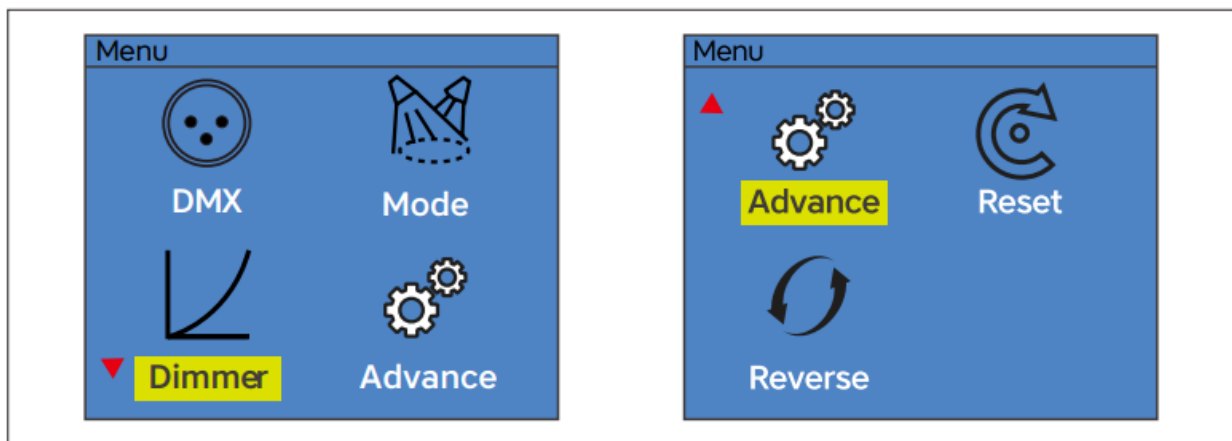 Menu
DMX
Mode
Dimmer
Advance
Menu
Advance
Reset
Reverse